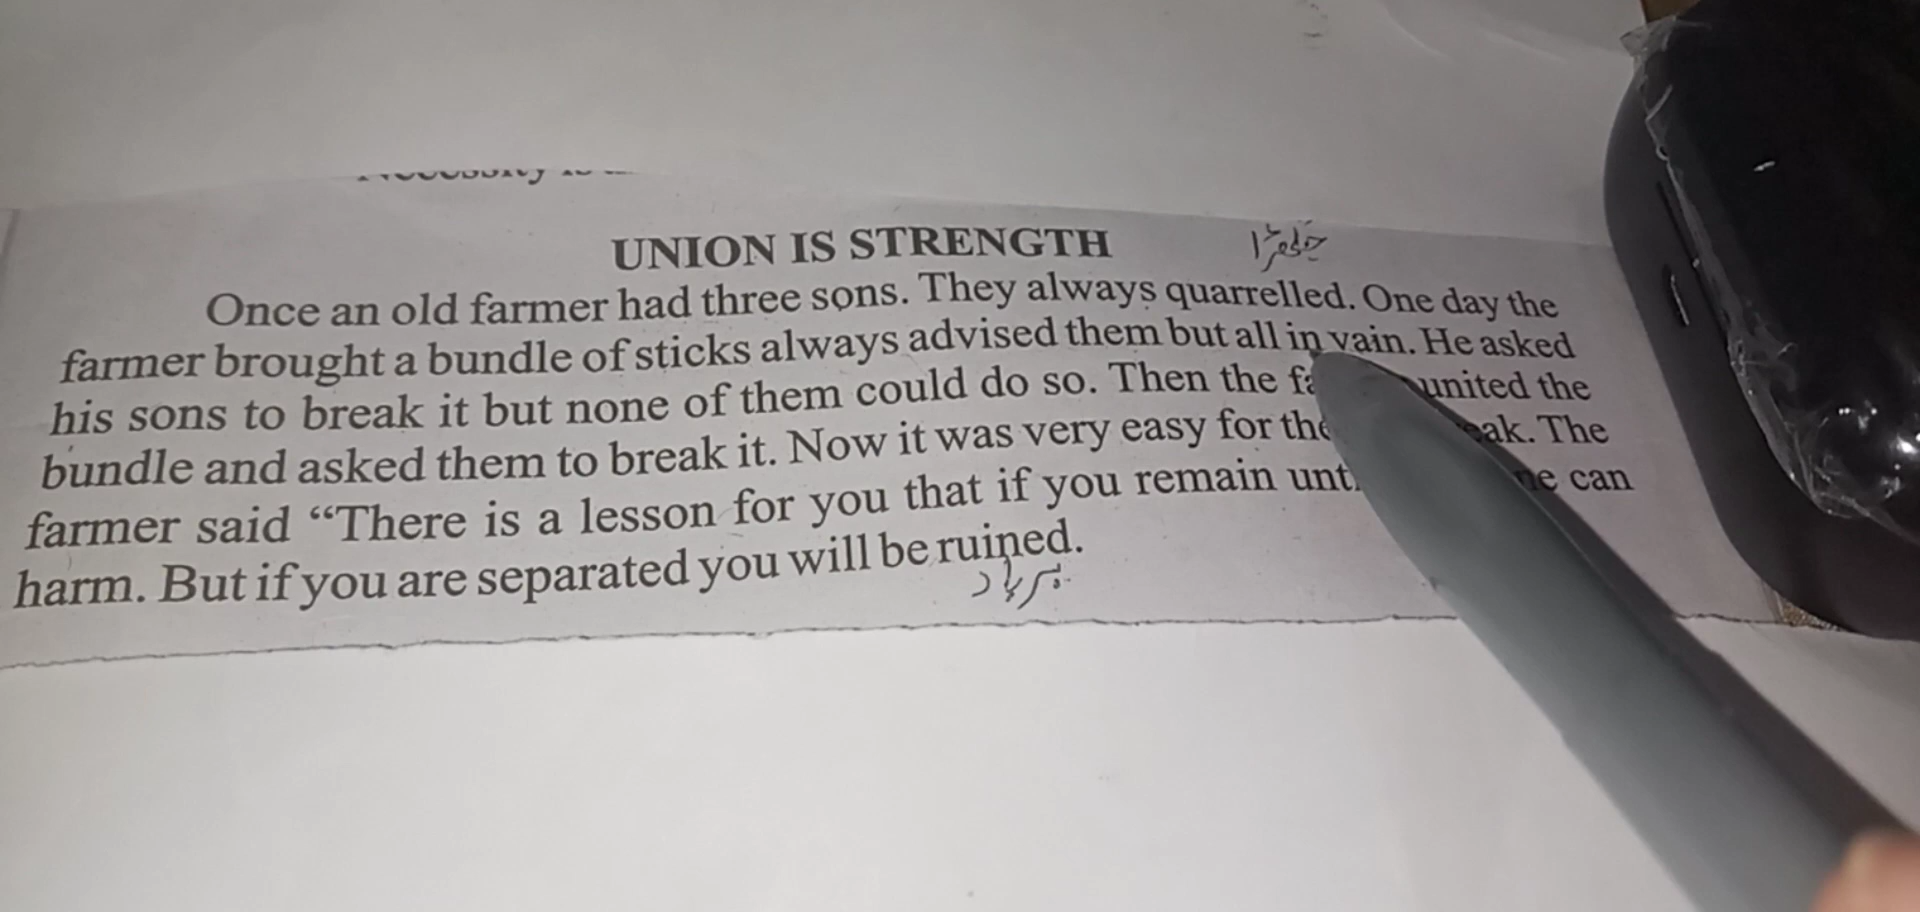 UNION IS STRENGTH
Once an old farmer had three sons. They always quarrelled. One day the
farmer brought a bundle of sticks always advised them but all in vain. He asked
his sons to break it but none of them could do so. Then the united the
bundle and asked them to break it. Now it was very easy for The
farmer said “There is a lesson for you that if you remain can
harm. But if you are separated you will be ruined.
برباد